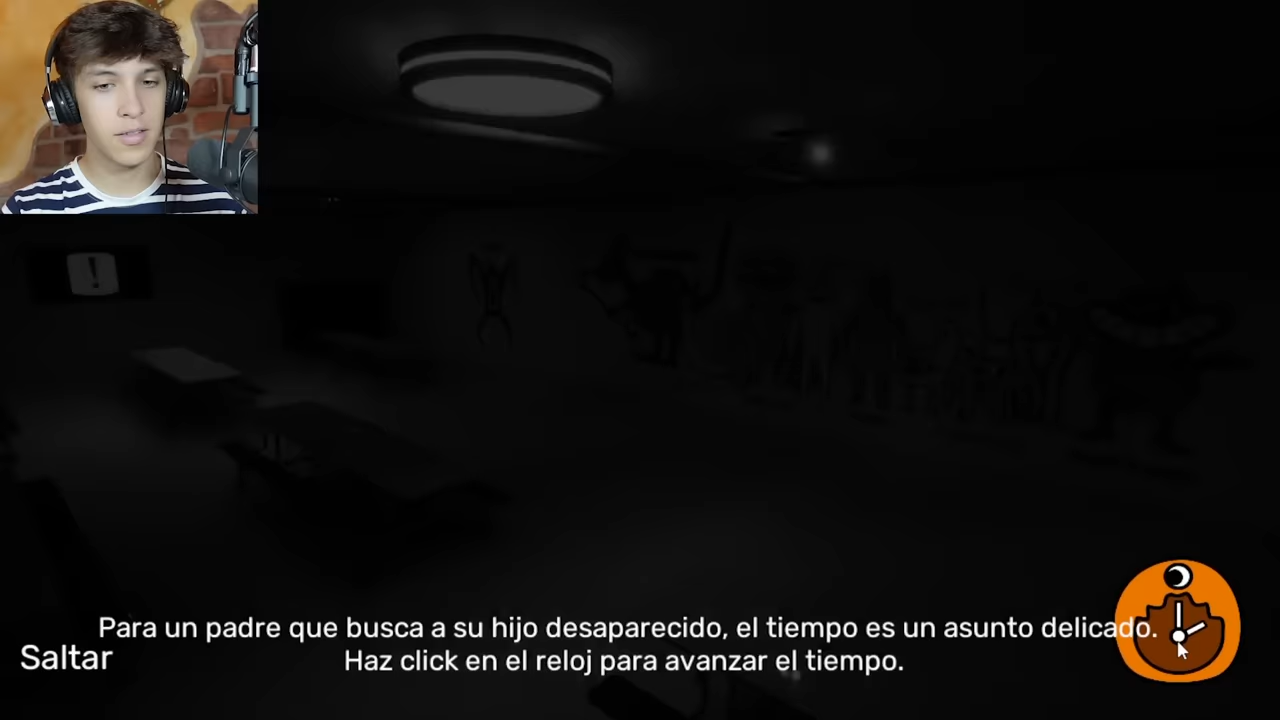 !
Para un padre que busca a su hijo desaparecido, el tiempo es un asunto delicado.
Haz click en el reloj para avanzar el tiempo.
Saltar